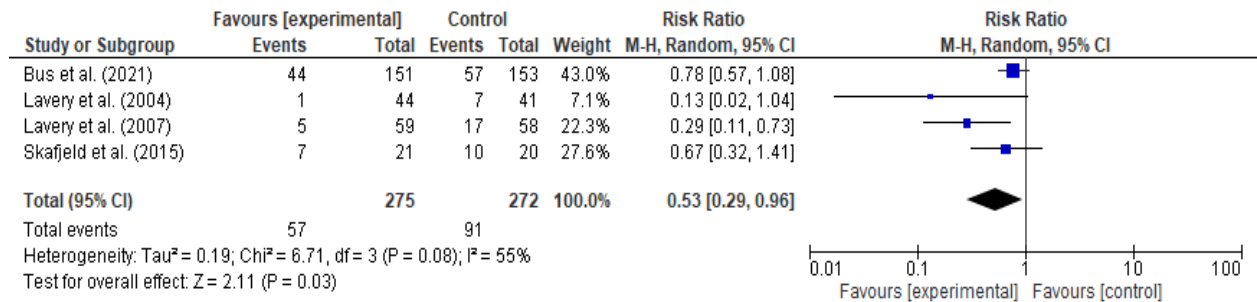 Favours [experimental] Control Risk Ratio Risk Ratio
Study or Subgroup Events Total Events Total Weight M-H, Random, 95% CI M-H, Random, 95% CI
Bus et al. (2021) 44 151 57 153 43.0% 0.78 [0.57, 1.08]
Lavery et al. (2004) 1 44 7 41 7.1% 0.13 [0.02, 1.04]
Lavery et al. (2007) 5 59 17 58 22.3% 0.29 [0.11, 0.73]
Skafjeld et al. (2015) 7 21 10 20 27.6% 0.67 [0.32, 1.41]
Total (95% CI) 275 272 100.0% 0.53 [0.29, 0.96]
Total events 57 91
Heterogeneity: Tau² = 0.19; Chi² = 6.71, df = 3 (P = 0.08); I² = 55%
Test for overall effect: Z = 2.11 (P = 0.03)
0.01 0.1 1 10 100
Favours [experimental] Favours [control]